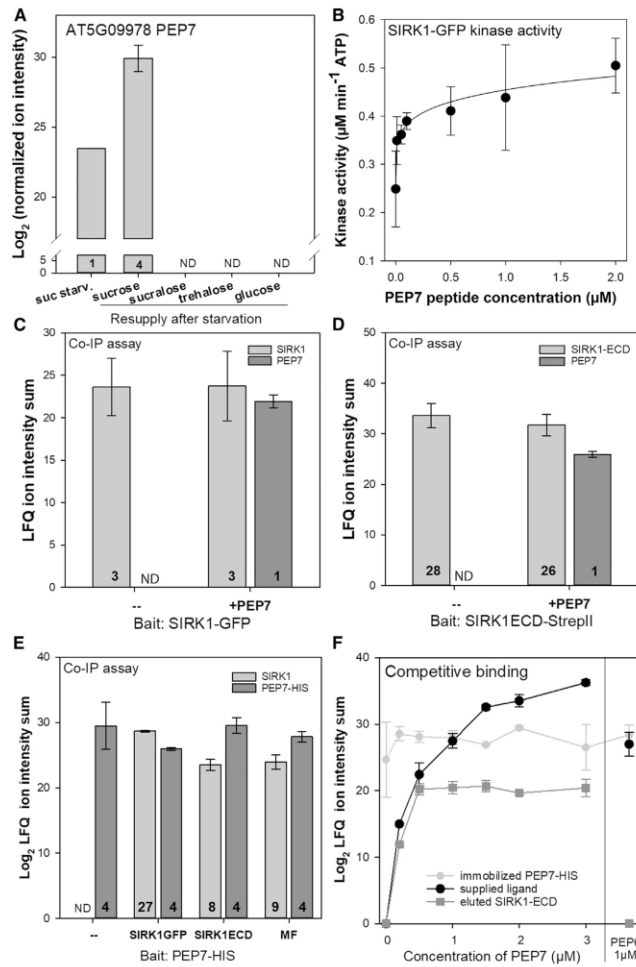 A
AT5G09978 PEP7
Log2 (normalized ion intensity)
30
25
20
5
0
1
4
ND
ND
ND
suc starv.
sucrose
sucralose
trehalose
glucose
Resupply after starvation
B
SIRK1-GFP kinase activity
Kinase activity (µM min-1 ATP)
0.6
0.5
0.4
0.3
0.2
0.1
0.0
0.5
1.0
1.5
2.0
PEP7 peptide concentration (µM)
C
Co-IP assay
SIRK1
PEP7
LFQ ion intensity sum
30
25
20
15
10
5
0
3
ND
3
1
--
+PEP7
Bait: SIRK1-GFP
D
Co-IP assay
SIRK1-ECD
PEP7
LFQ ion intensity sum
50
40
30
20
10
0
28
ND
26
1
--
+PEP7
Bait: SIRK1ECD-StrepII
E
Co-IP assay
SIRK1
PEP7-HIS
Log2 LFQ ion intensity sum
40
30
20
10
0
ND
4
27
4
8
4
9
4
--
SIRK1GFP
SIRK1ECD
MF
Bait: PEP7-HIS
F
Competitive binding
Log2 LFQ ion intensity sum
40
30
20
10
0
immobilized PEP7-HIS
supplied ligand
eluted SIRK1-ECD
0
1
2
3
Concentration of PEP7 (µM)
1µM